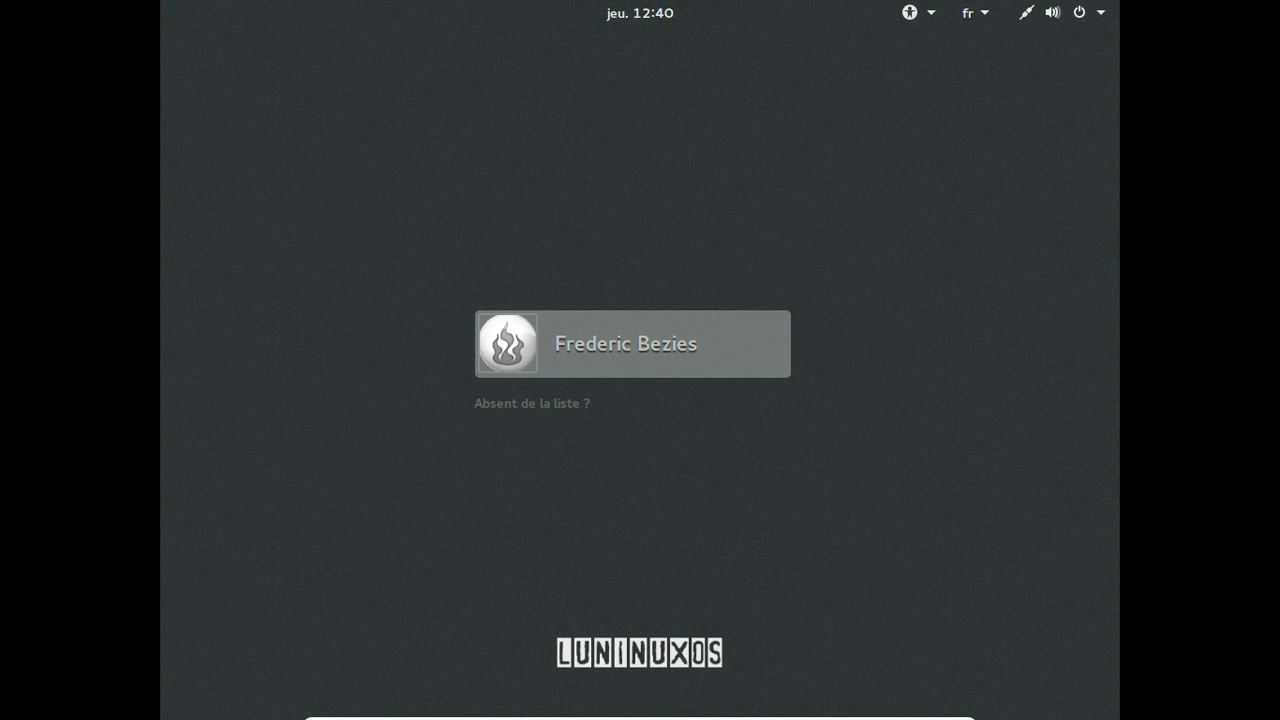 jeu. 12:40
fr
Frederic Bezies
Absent de la liste ?
LUNINUXOS